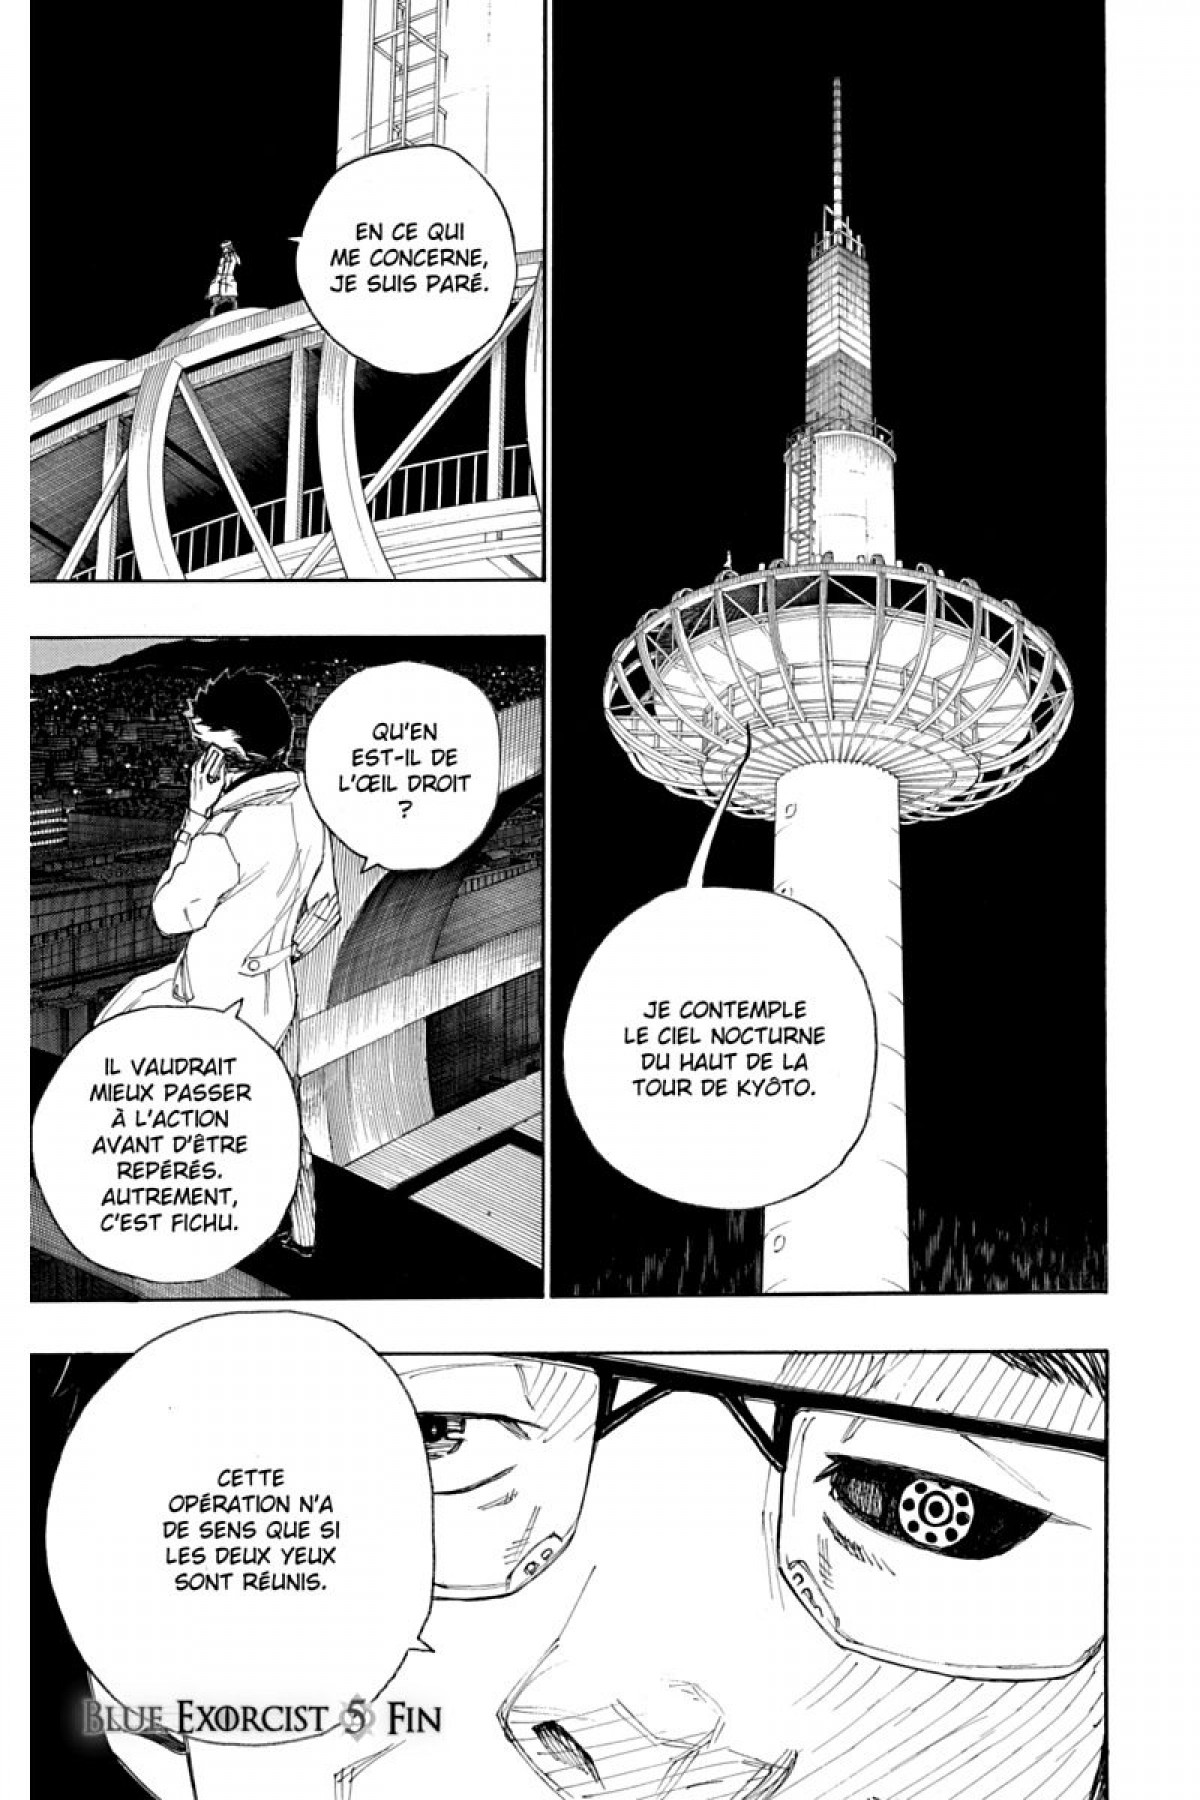 JE CONTEMPLE
LE CIEL NOCTURNE
DU HAUT DE LA
TOUR DE KYÔTO.
EN CE QUI
ME CONCERNE,
JE SUIS PARÉ.
QU'EN
EST-IL DE
L'ŒIL DROIT
?
IL VAUDRAIT
MIEUX PASSER
À L'ACTION
AVANT D'ÊTRE
REPÉRÉS.
AUTREMENT,
C'EST FICHU.
CETTE
OPÉRATION N'A
DE SENS QUE SI
LES DEUX YEUX
SONT RÉUNIS.
BLUE EXORCIST 5 FIN